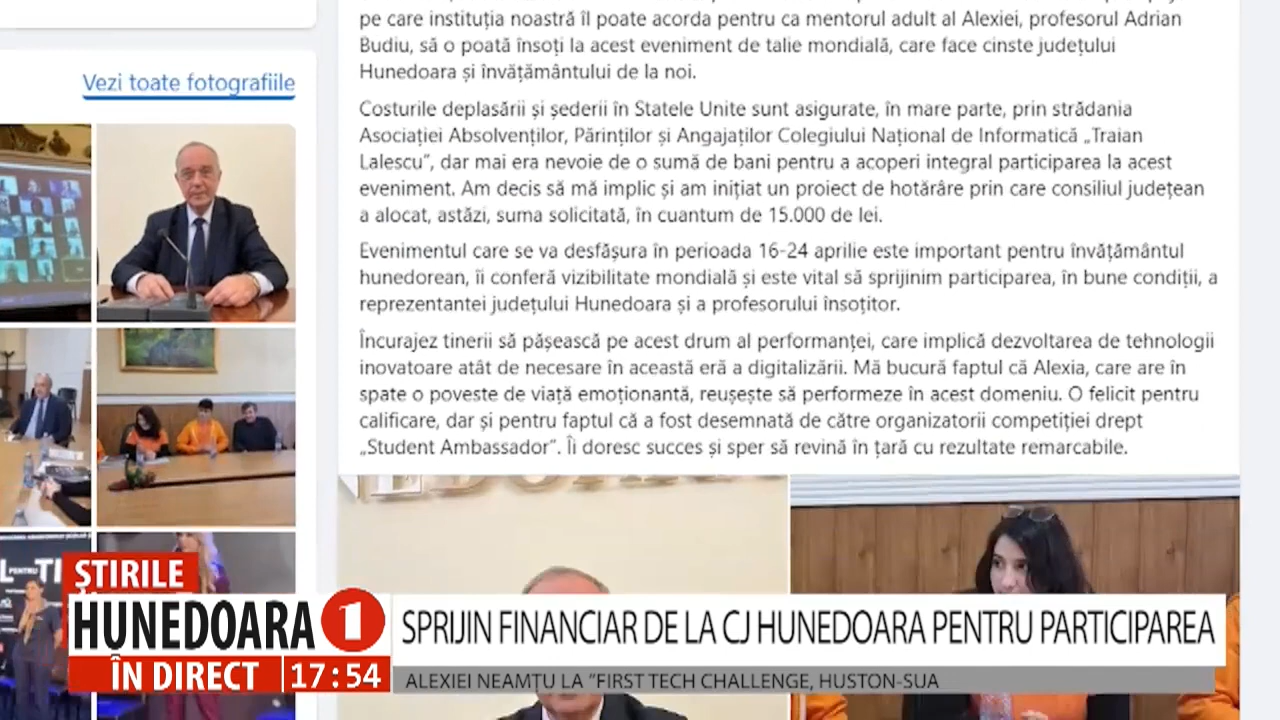 pe care instituția noastră îl poate acorda pentru ca mentorul adult al Alexiei, profesorul Adrian
Budiu, să o poată însoți la acest eveniment de talie mondială, care face cinste județului
Hunedoara și învățământului de la noi.
Vezi toate fotografiile
Costurile deplasării și șederii în Statele Unite sunt asigurate, în mare parte, prin strădania
Asociației Absolvenților, Părinților și Angajaților Colegiului Național de Informatică „Traian
Lalescu”, dar mai era nevoie de o sumă de bani pentru a acoperi integral participarea la acest
eveniment. Am decis să mă implic și am inițiat un proiect de hotărâre prin care consiliul județean
a alocat, astăzi, suma solicitată, în cuantum de 15.000 de lei.
Evenimentul care se va desfășura în perioada 16-24 aprilie este important pentru învățământul
hunedorean, îi conferă vizibilitate mondială și este vital să sprijinim participarea, în bune condiții, a
reprezentantei județului Hunedoara și a profesorului însoțitor.
Încurajez tinerii să pășească pe acest drum al performanței, care implică dezvoltarea de tehnologii
inovatoare atât de necesare în această eră a digitalizării. Mă bucură faptul că Alexia, care are în
spate o poveste de viață emoționantă, reușește să performeze în acest domeniu. O felicit pentru
calificare, dar și pentru faptul că a fost desemnată de către organizatorii competiției drept
„Student Ambassador”. Îi doresc succes și sper să revină în țară cu rezultate remarcabile.
PENTRU
ȘTIRILE
HUNEDOARA 1
ÎN DIRECT 17:54
SPRIJIN FINANCIAR DE LA CJ HUNEDOARA PENTRU PARTICIPAREA
ALEXIEI NEAMȚU LA ”FIRST TECH CHALLENGE, HUSTON-SUA